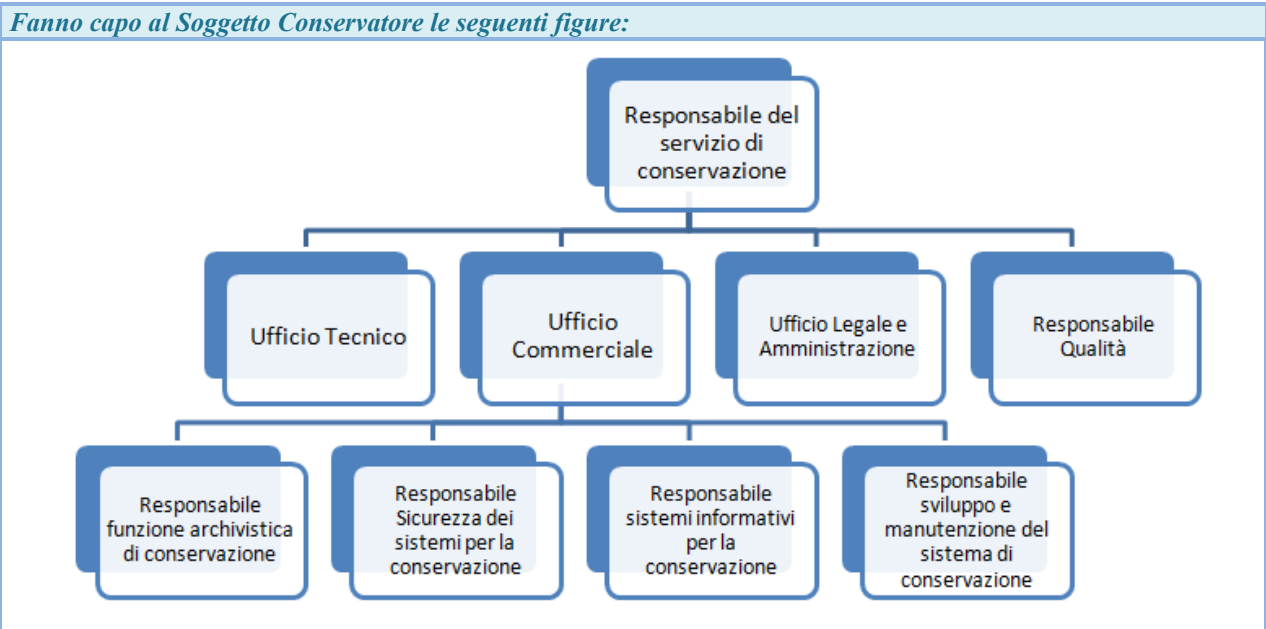 Fanno capo al Soggetto Conservatore le seguenti figure:
Responsabile del
servizio di
conservazione
Ufficio Tecnico
Ufficio
Commerciale
Ufficio Legale e
Amministrazione
Responsabile
Qualità
Responsabile
funzione archivistica
di conservazione
Responsabile
Sicurezza dei
sistemi per la
conservazione
Responsabile
sistemi informativi
per la
conservazione
Responsabile
sviluppo e
manutenzione del
sistema di
conservazione